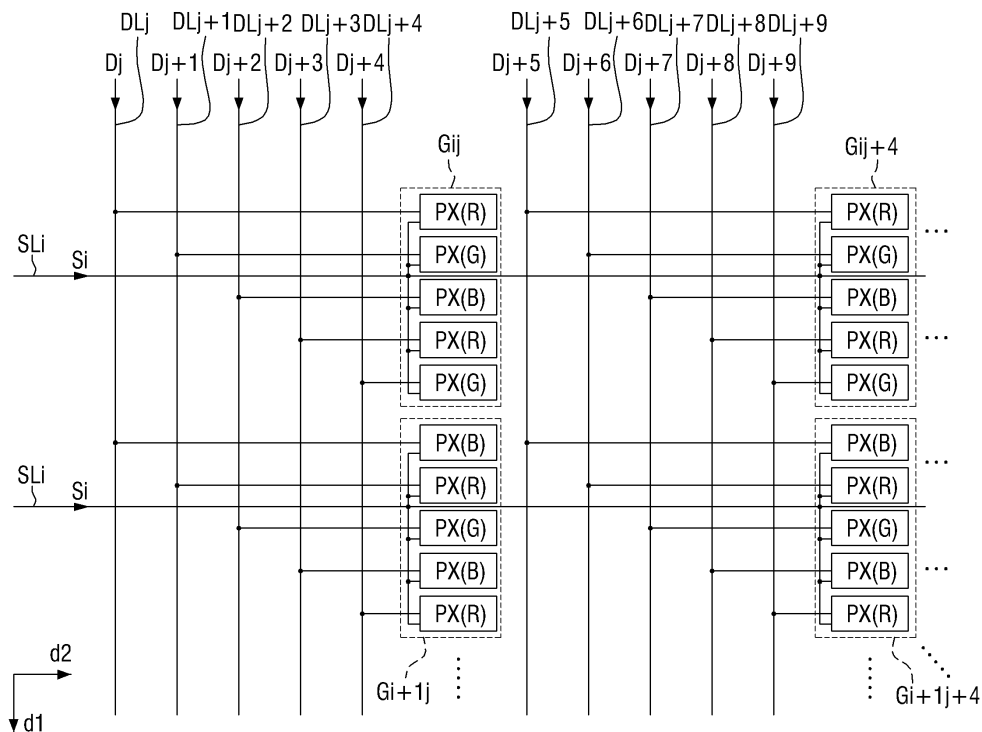 DLj DLj+1 DLj+2 DLj+3 DLj+4 DLj+5 DLj+6 DLj+7 DLj+8 DLj+9
Dj Dj+1 Dj+2 Dj+3 Dj+4 Dj+5 Dj+6 Dj+7 Dj+8 Dj+9
Gij Gij+4
PX(R) PX(R)
SLi Si PX(G) PX(G)
PX(B) PX(B)
PX(R) PX(R)
PX(G) PX(G)
PX(B) PX(B)
SLi Si PX(R) PX(R)
PX(G) PX(G)
PX(B) PX(B)
PX(R) PX(R)
d2
Gi+1j Gi+1j+4
d1